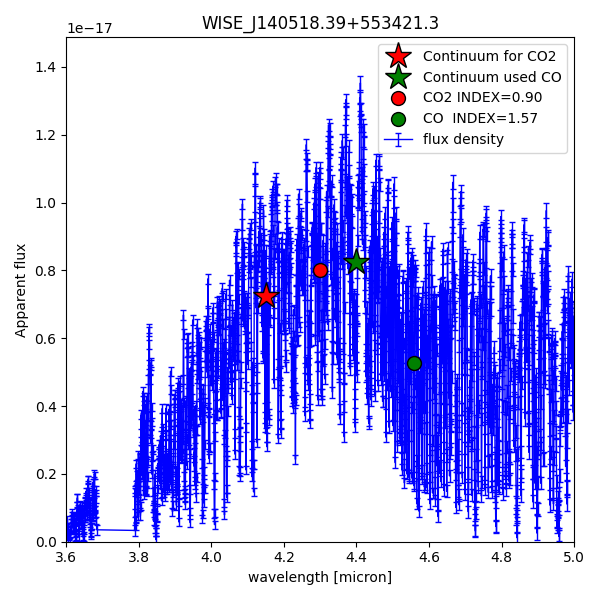 WISE_J140518.39+553421.3
1e−17
Continuum for CO2
Continuum used CO
CO2 INDEX=0.90
CO  INDEX=1.57
flux density
1.4
1.2
1.0
0.8
0.6
0.4
0.2
0.0
Apparent flux
3.6 3.8 4.0 4.2 4.4 4.6 4.8 5.0
wavelength [micron]